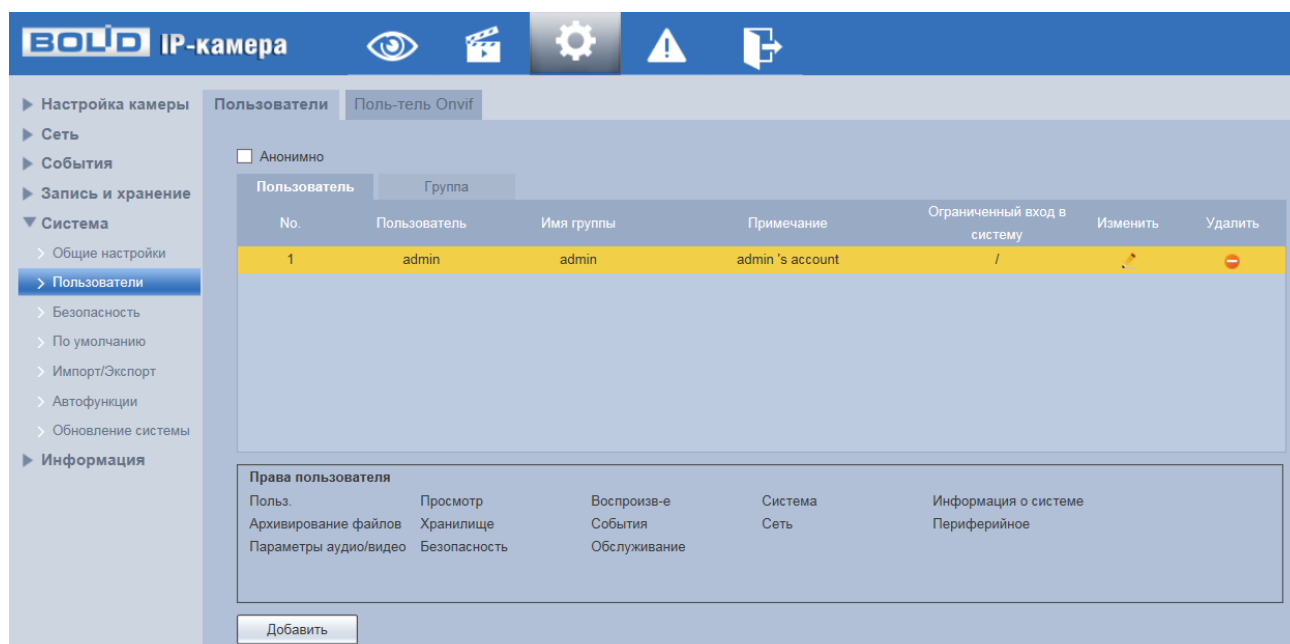 BOLID IP-камера
Настройка камеры
Сеть
События
Запись и хранение
Система
Общие настройки
Пользователи
Безопасность
По умолчанию
Импорт/Экспорт
Автофункции
Обновление системы
Информация
Пользователи Поль-тель Onvif
Анонимно
Пользователь Группа
No. Пользователь Имя группы Примечание Ограниченный вход в систему Изменить Удалить
1 admin admin admin 's account /
Права пользователя
Польз. Просмотр Воспроизв-е Система Информация о системе
Архивирование файлов Хранилище События Сеть Периферийное
Параметры аудио/видео Безопасность Обслуживание
Добавить